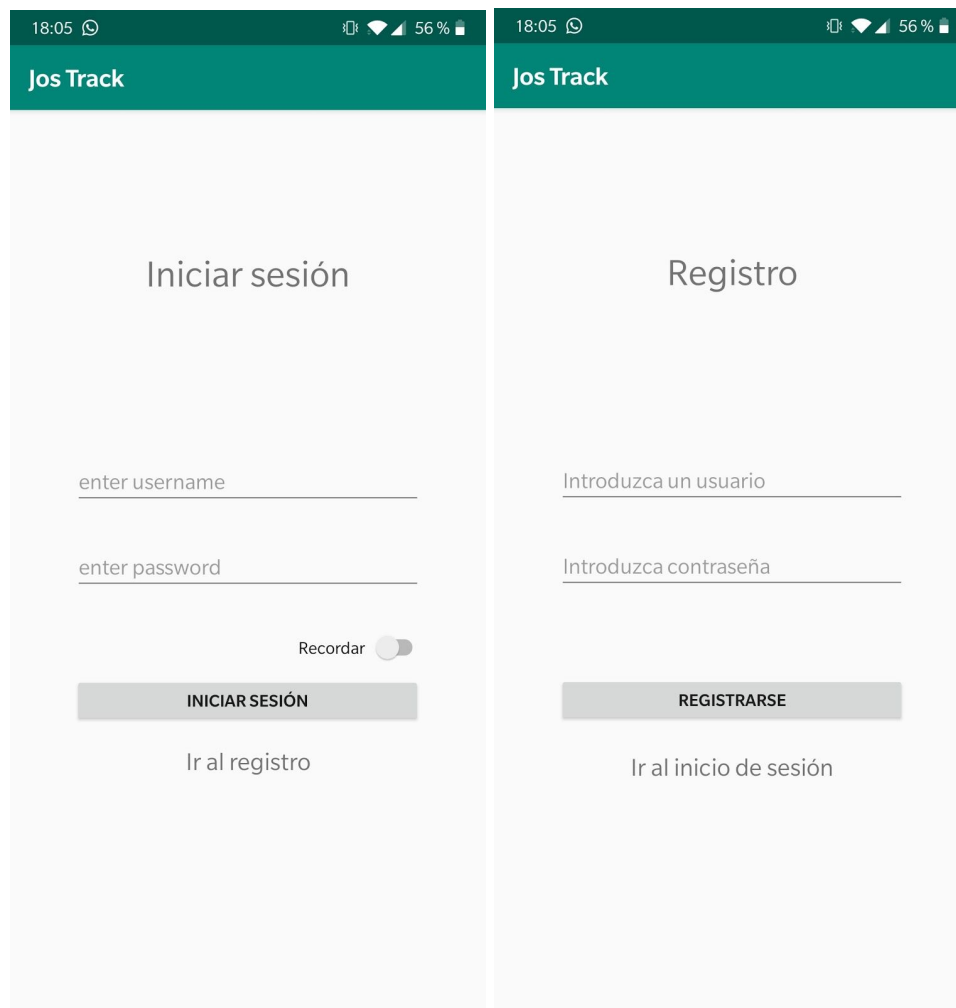 18:05 56 %
Jos Track
Iniciar sesión
enter username
enter password
Recordar
INICIAR SESIÓN
Ir al registro
18:05 56 %
Jos Track
Registro
Introduzca un usuario
Introduzca contraseña
REGISTRARSE
Ir al inicio de sesión